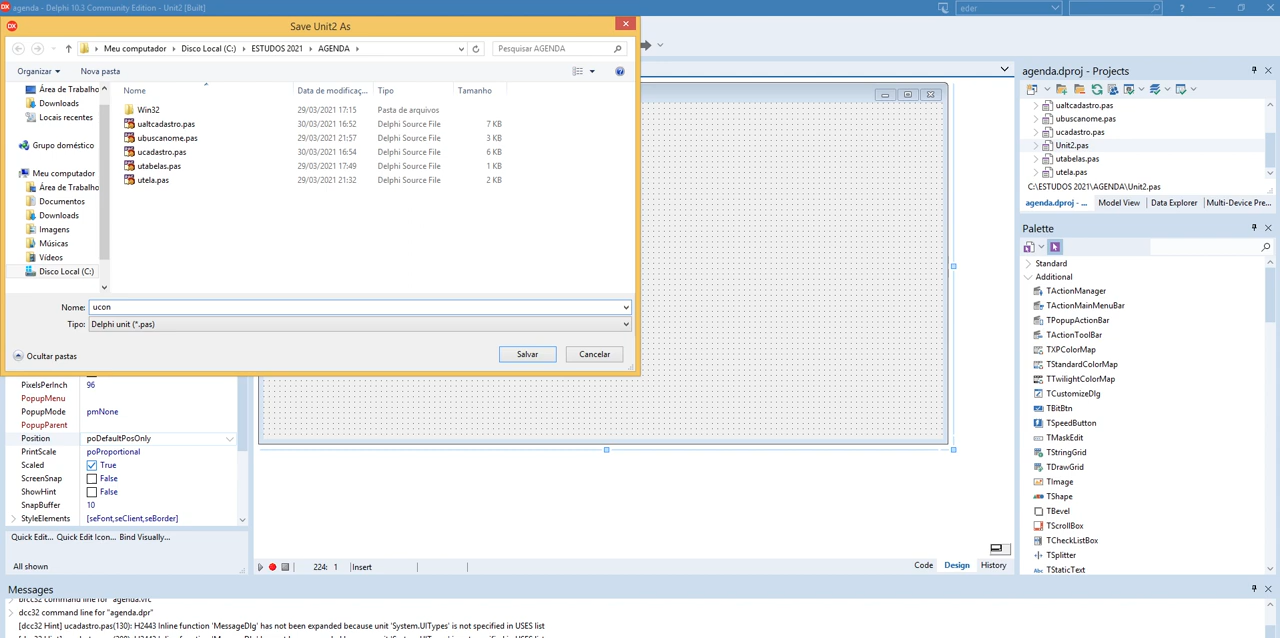 agenda - Delphi 10.3 Community Edition - Unit2 [Built]
eder
Save Unit2 As
Meu computador
Disco Local (C:)
ESTUDOS 2021
AGENDA
Pesquisar AGENDA
Organizar
Nova pasta
Área de Trabalho
Downloads
Locais recentes
Grupo doméstico
Meu computador
Área de Trabalho
Documentos
Downloads
Imagens
Músicas
Vídeos
Disco Local (C:)
Nome Data de modificaç... Tipo Tamanho
Win32 29/03/2021 17:15 Pasta de arquivos
ualtcadastro.pas 30/03/2021 16:52 Delphi Source File 7 KB
ubuscanome.pas 29/03/2021 21:57 Delphi Source File 3 KB
ucadastro.pas 30/03/2021 16:54 Delphi Source File 6 KB
utabelas.pas 29/03/2021 17:49 Delphi Source File 1 KB
utela.pas 29/03/2021 21:32 Delphi Source File 2 KB
Nome: ucon
Tipo: Delphi unit (*.pas)
Ocultar pastas
Salvar
Cancelar
PixelsPerInch 96
PopupMenu
PopupMode pmNone
PopupParent
Position poDefaultPosOnly
PrintScale poProportional
Scaled True
ScreenSnap False
ShowHint False
SnapBuffer 10
StyleElements [seFont,seClient,seBorder]
Quick Edit... Quick Edit Icon... Bind Visually...
All shown
224: 1 Insert
Code Design History
agenda.dproj - Projects
ualtcadastro.pas
ubuscanome.pas
ucadastro.pas
Unit2.pas
utabelas.pas
utela.pas
C:\ESTUDOS 2021\AGENDA\Unit2.pas
agenda.dproj - ... Model View Data Explorer Multi-Device Pre...
Palette
Standard
Additional
TActionManager
TActionMainMenuBar
TPopupActionBar
TActionToolBar
TXPColorMap
TStandardColorMap
TTwilightColorMap
TCustomizeDlg
TBitBtn
TSpeedButton
TMaskEdit
TStringGrid
TDrawGrid
TImage
TShape
TBevel
TScrollBox
TCheckListBox
TSplitter
TStaticText
Messages
brcc32 command line for "agenda.vrc"
dcc32 command line for "agenda.dpr"
[dcc32 Hint] ucadastro.pas(130): H2443 Inline function 'MessageDlg' has not been expanded because unit 'System.UITypes' is not specified in USES list